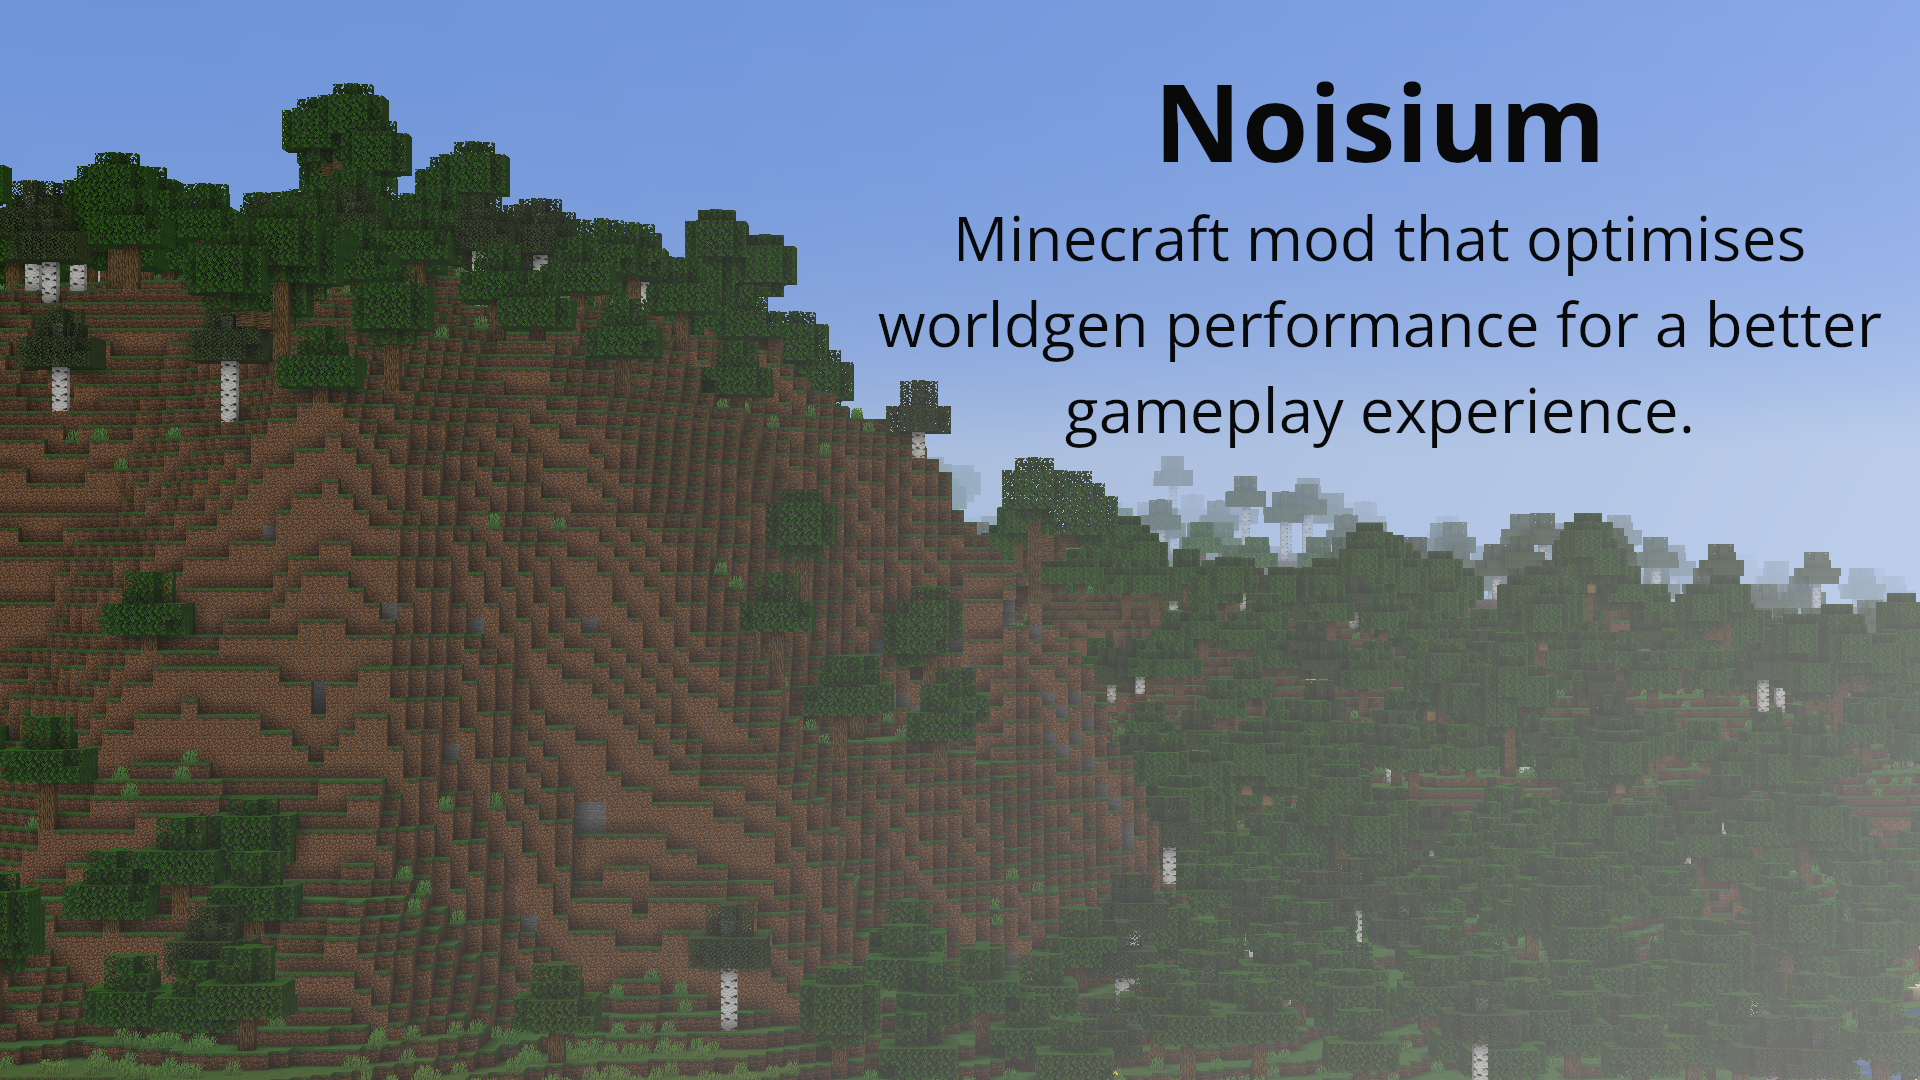 Noisium
Minecraft mod that optimises
worldgen performance for a better
gameplay experience.